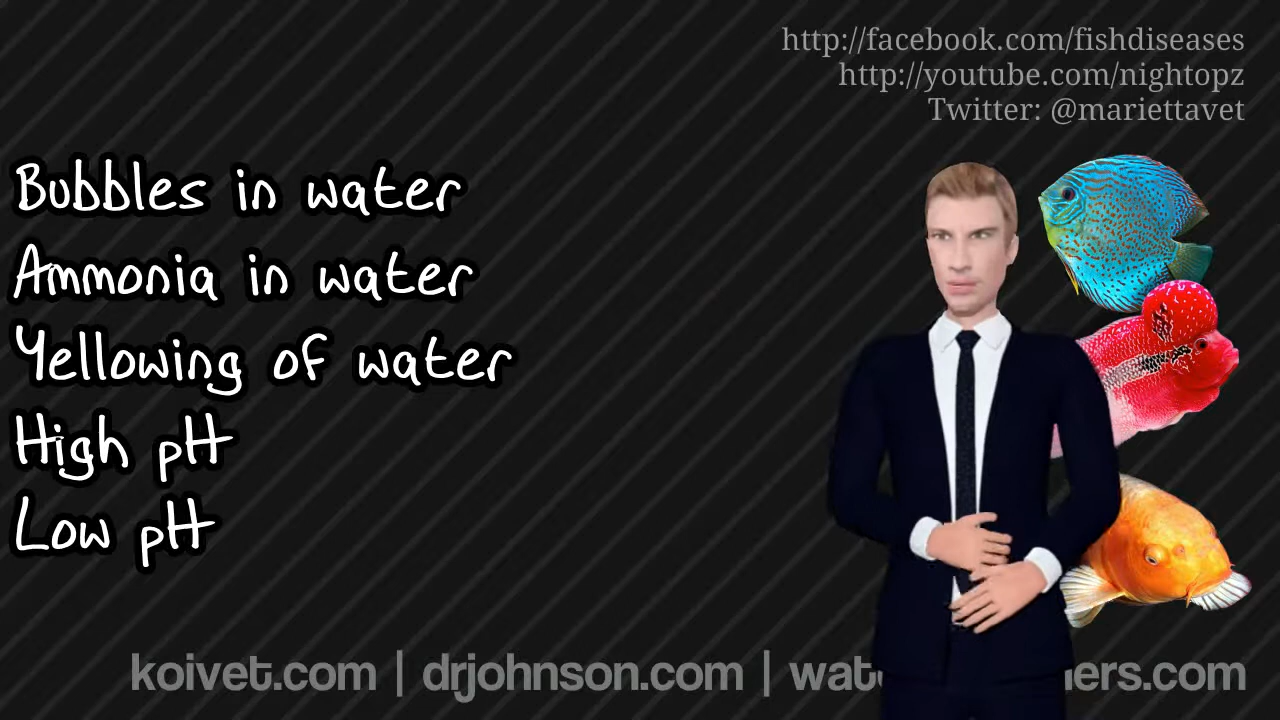 http://facebook.com/fishdiseases
http://youtube.com/nightopz
Twitter: @mariettavet
Bubbles in water
Ammonia in water
Yellowing of water
High pH
Low pH
koivet.com | drjohnson.com |